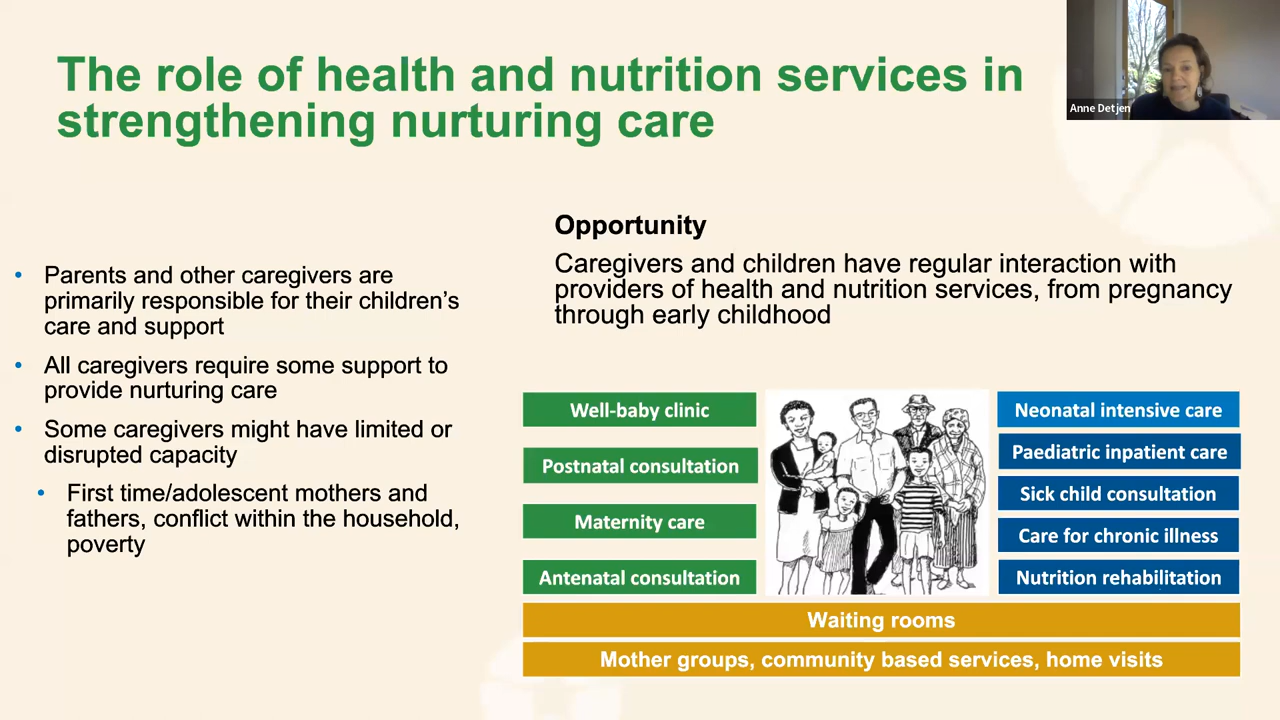 The role of health and nutrition services in
strengthening nurturing care
Anne Detjen
• Parents and other caregivers are
primarily responsible for their children’s
care and support
• All caregivers require some support to
provide nurturing care
• Some caregivers might have limited or
disrupted capacity
• First time/adolescent mothers and
fathers, conflict within the household,
poverty
Opportunity
Caregivers and children have regular interaction with
providers of health and nutrition services, from pregnancy
through early childhood
Well-baby clinic
Postnatal consultation
Maternity care
Antenatal consultation
Neonatal intensive care
Paediatric inpatient care
Sick child consultation
Care for chronic illness
Nutrition rehabilitation
Waiting rooms
Mother groups, community based services, home visits